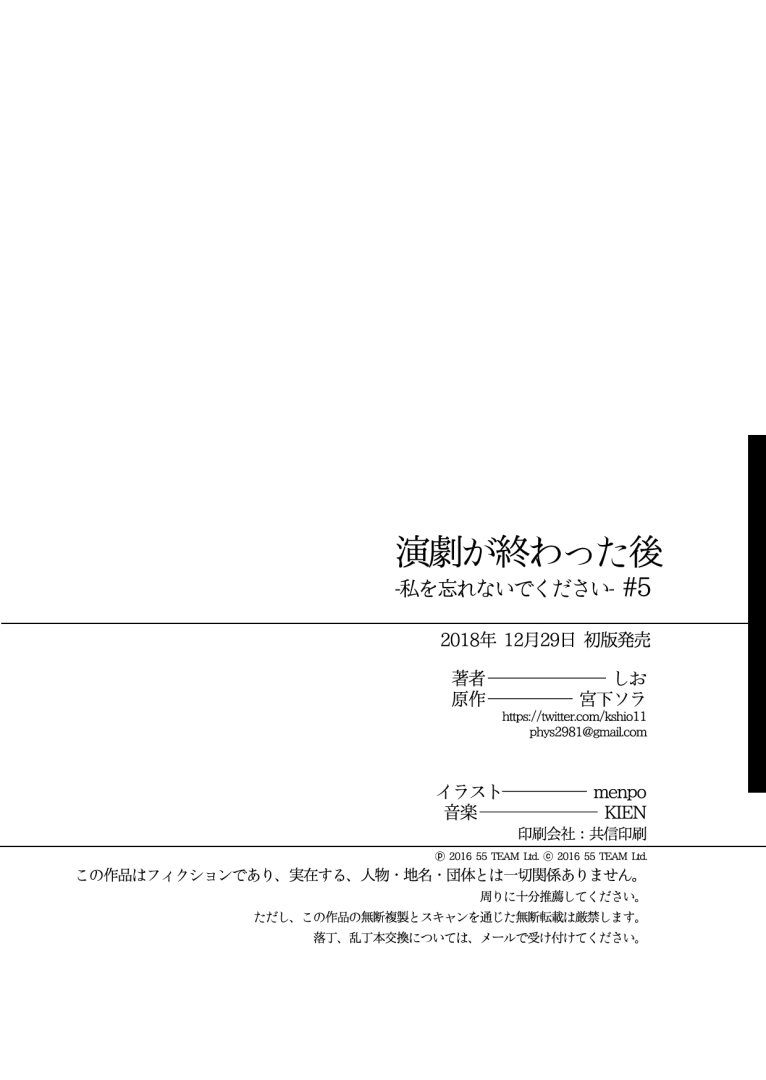 演劇が終わった後
-私を忘れないでください- #5
2018年 12月29日 初版発売
著者―――――――しお
原作―――――宮下ソラ
https://twitter.com/kshio11
phys2981@gmail.com
イラスト―――――menpo
音楽―――――――KIEN
印刷会社：共信印刷
Ⓟ 2016 55 TEAM Ltd. ⓒ 2016 55 TEAM Ltd.
この作品はフィクションであり、実在する、人物・地名・団体とは一切関係ありません。
周りに十分推薦してください。
ただし、この作品の無断複製とスキャンを通じた無断転載は厳禁します。
落丁、乱丁本交換については、メールで受け付けてください。